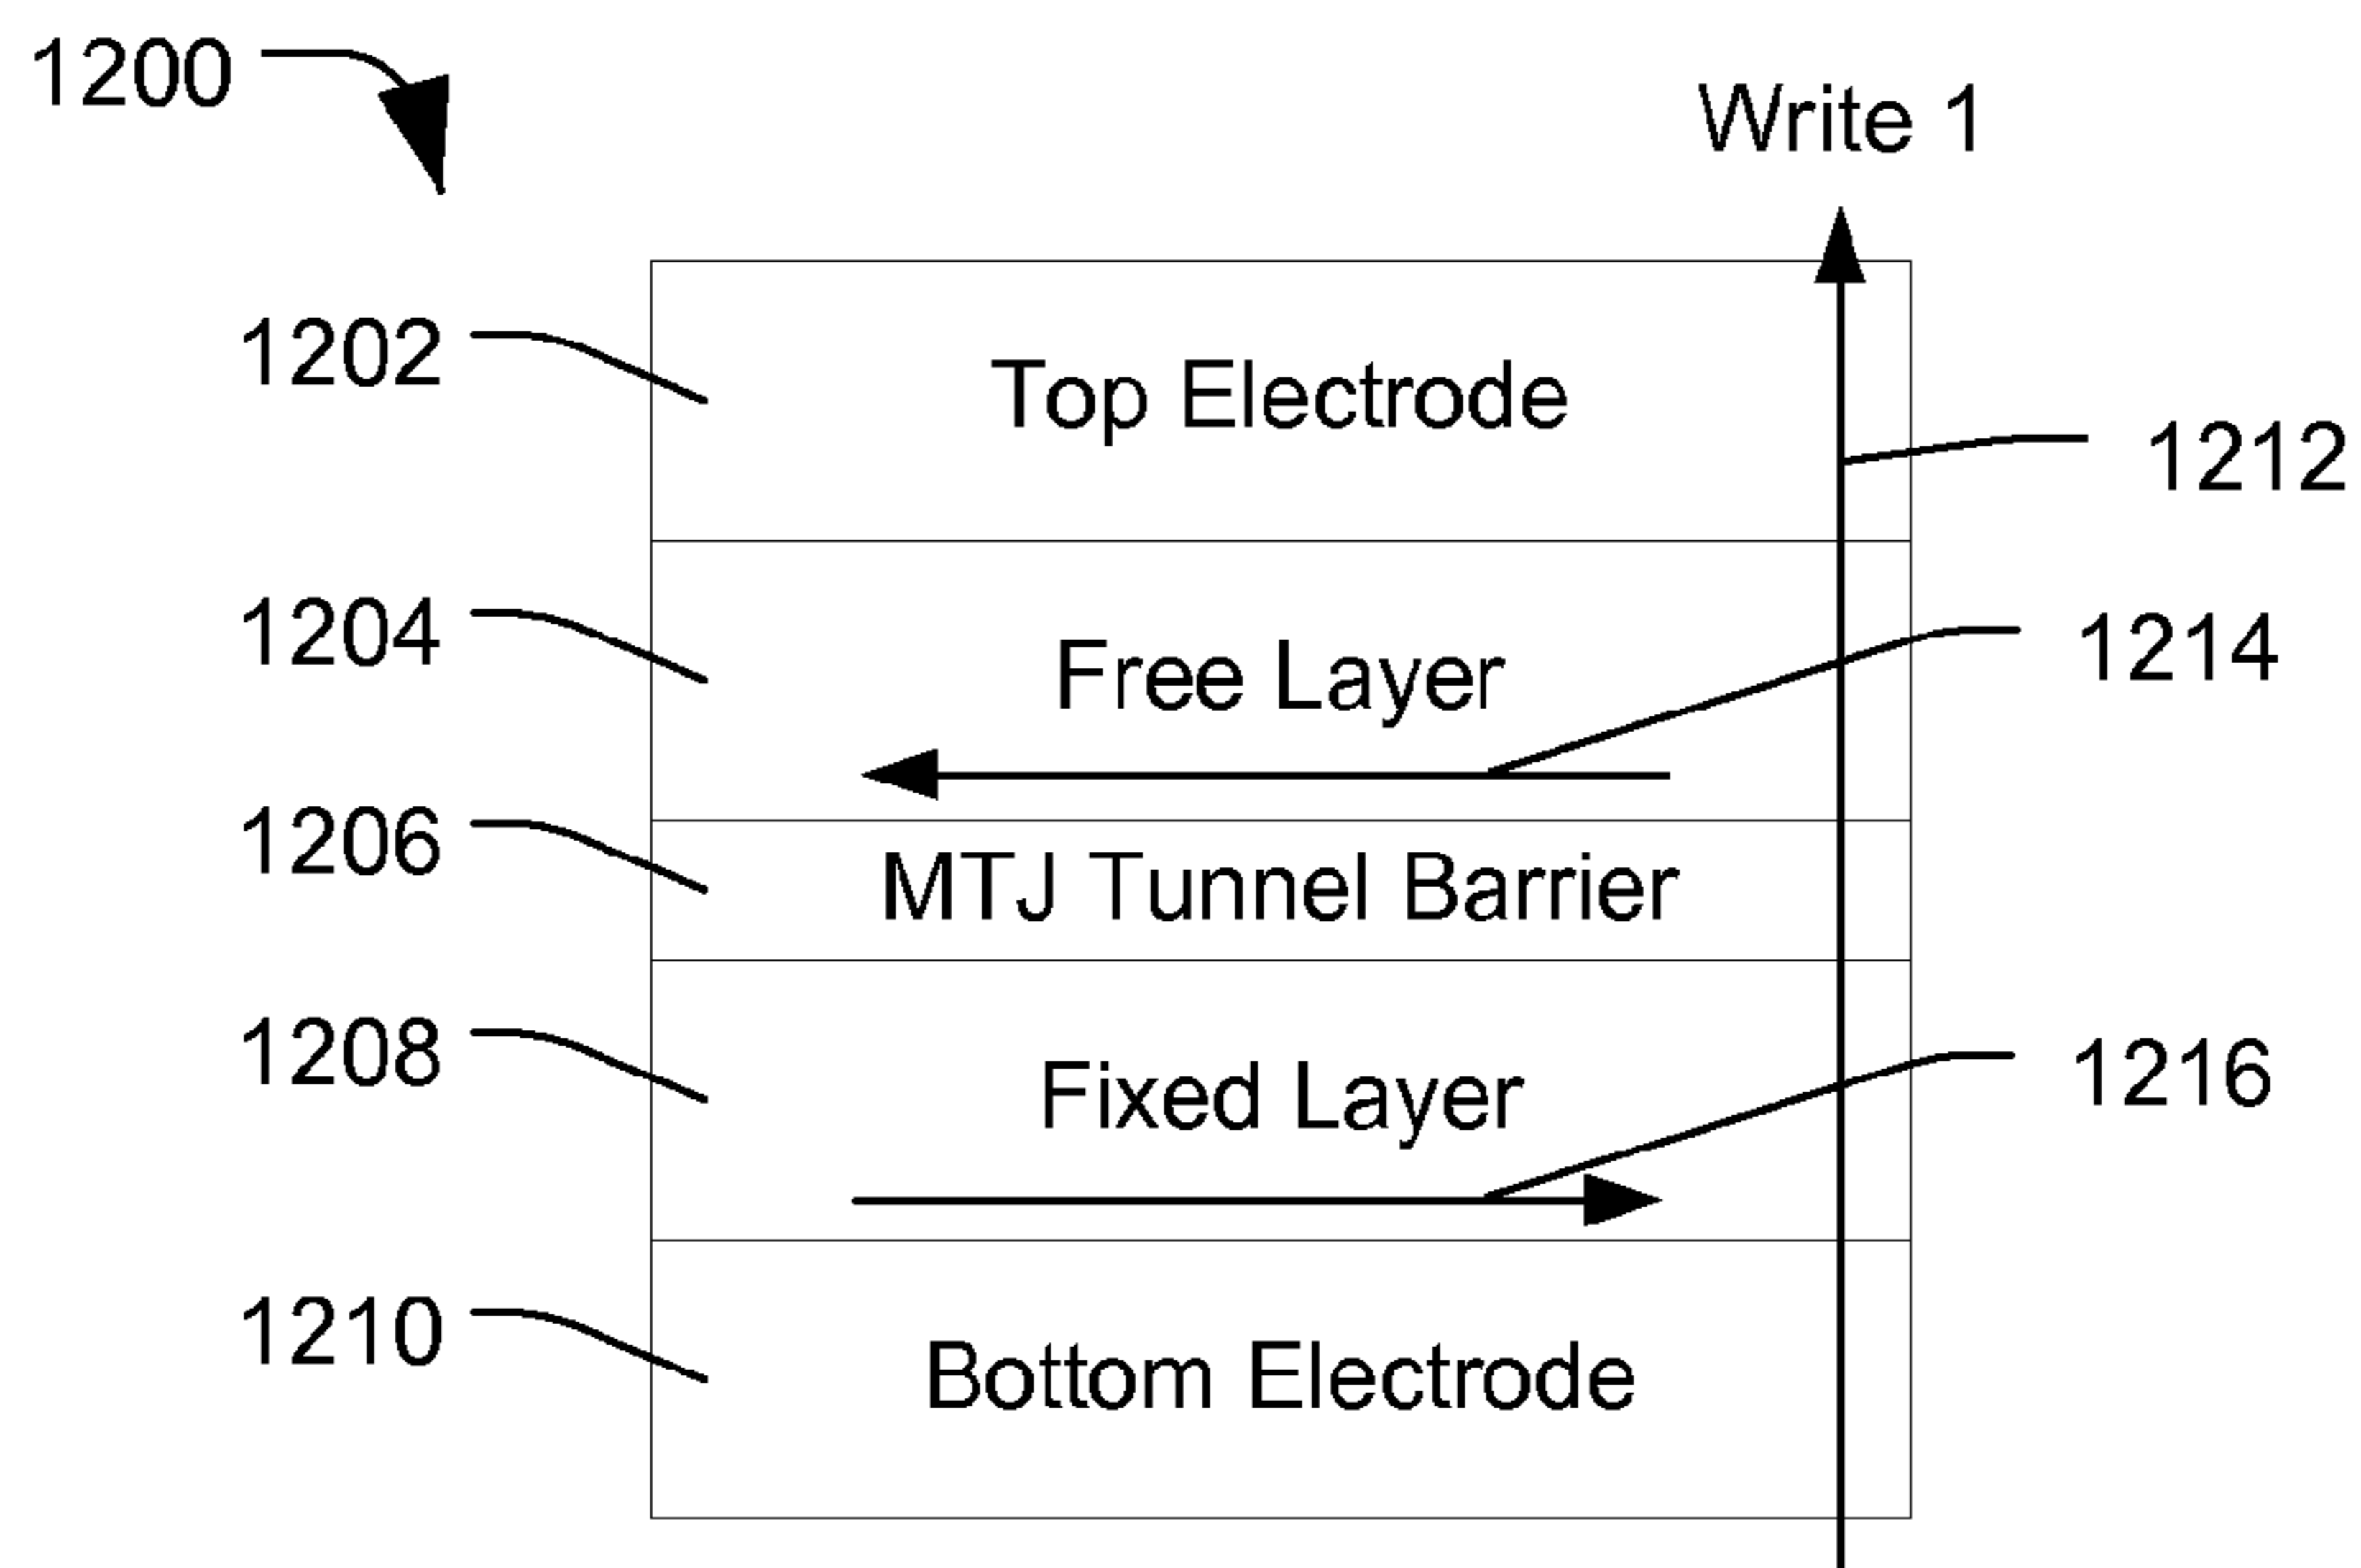 1200
Write 1
1202
Top Electrode
1212
1204
Free Layer
1214
1206
MTJ Tunnel Barrier
1208
Fixed Layer
1216
1210
Bottom Electrode